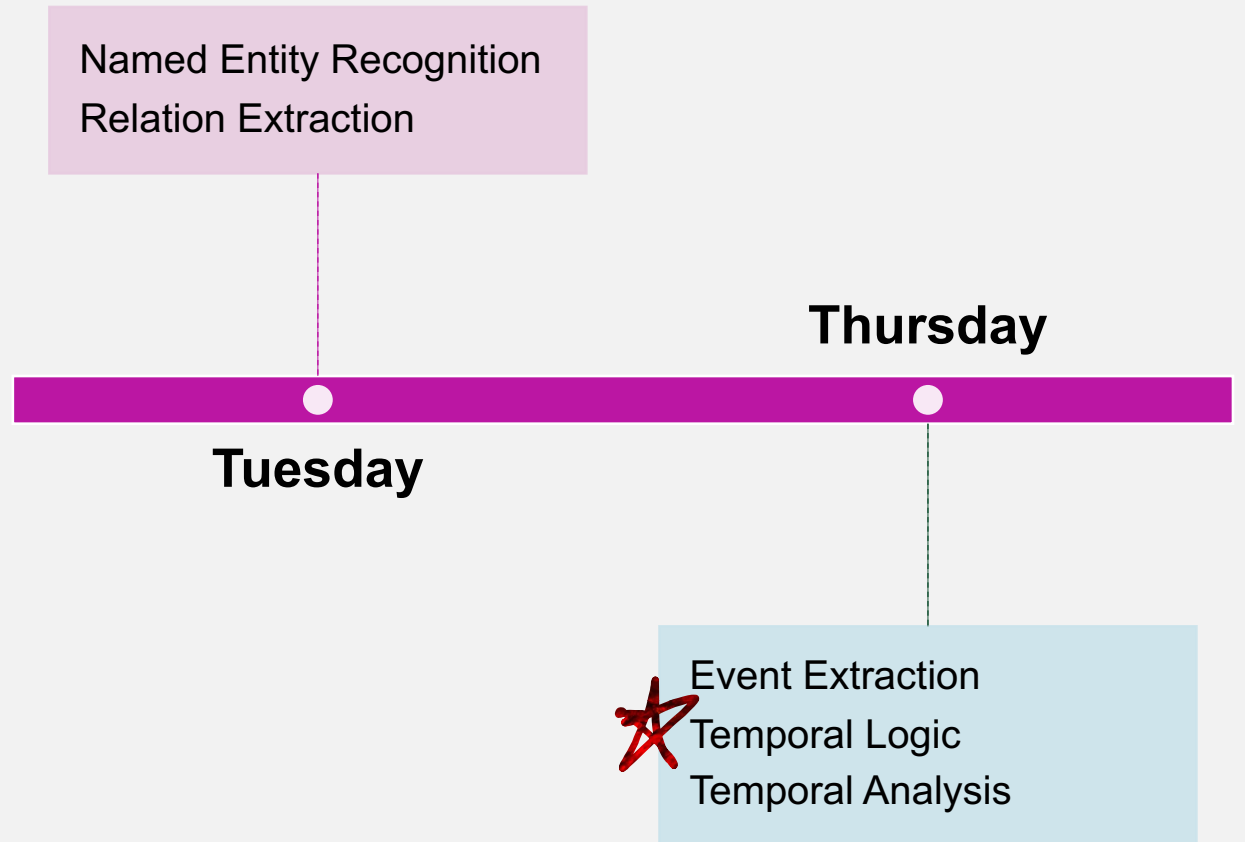 Named Entity Recognition
Relation Extraction
Thursday
Tuesday
Event Extraction
Temporal Logic
Temporal Analysis